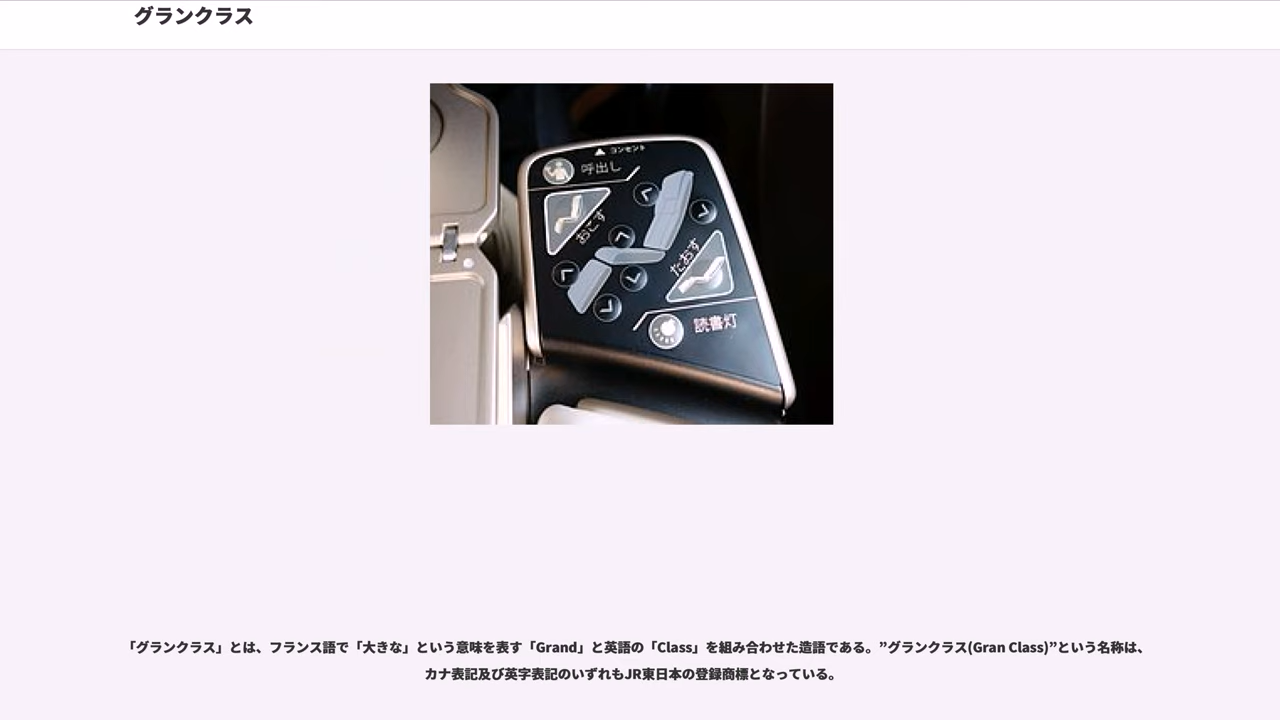 グランクラス
コンセント
呼出し
おこす
たおす
読書灯
「グランクラス」とは、フランス語で「大きな」という意味を表す「Grand」と英語の「Class」を組み合わせた造語である。”グランクラス(Gran Class)”という名称は、
カナ表記及び英字表記のいずれもJR東日本の登録商標となっている。